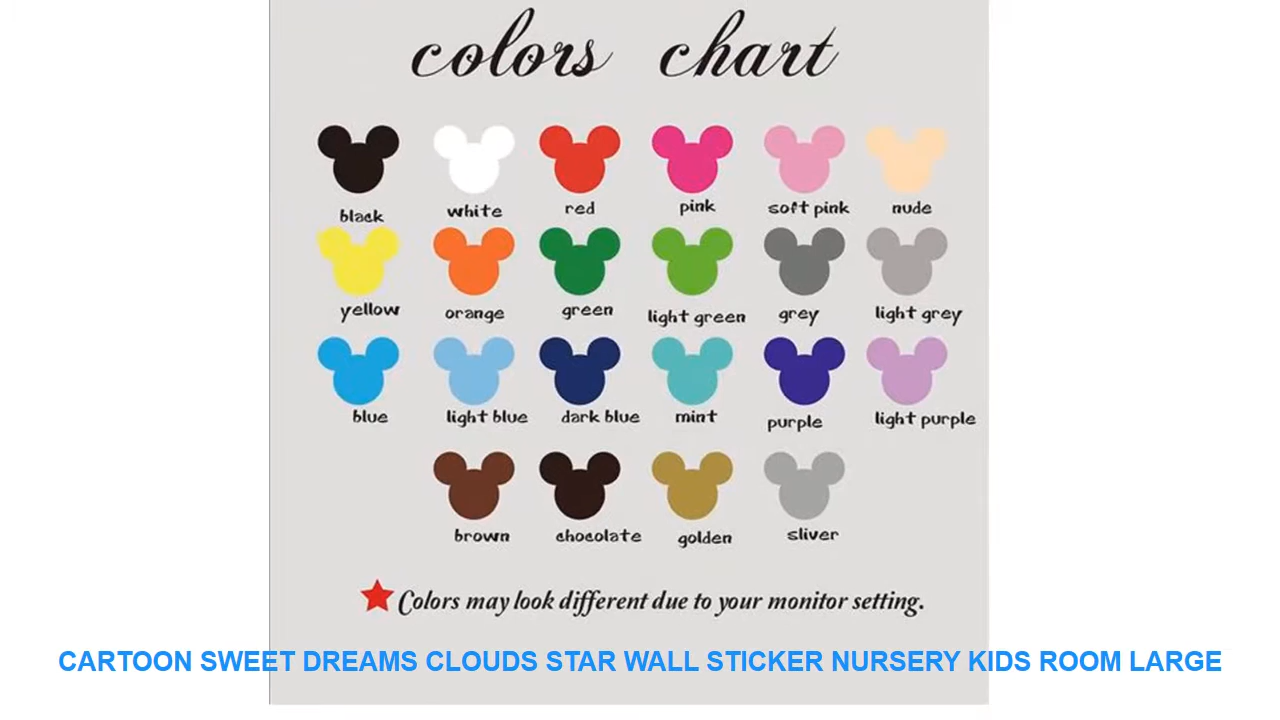 colors chart
black white red pink soft pink nude
yellow orange green light green grey light grey
blue light blue dark blue mint purple light purple
brown chocolate golden sliver
Colors may look different due to your monitor setting.
CARTOON SWEET DREAMS CLOUDS STAR WALL STICKER NURSERY KIDS ROOM LARGE